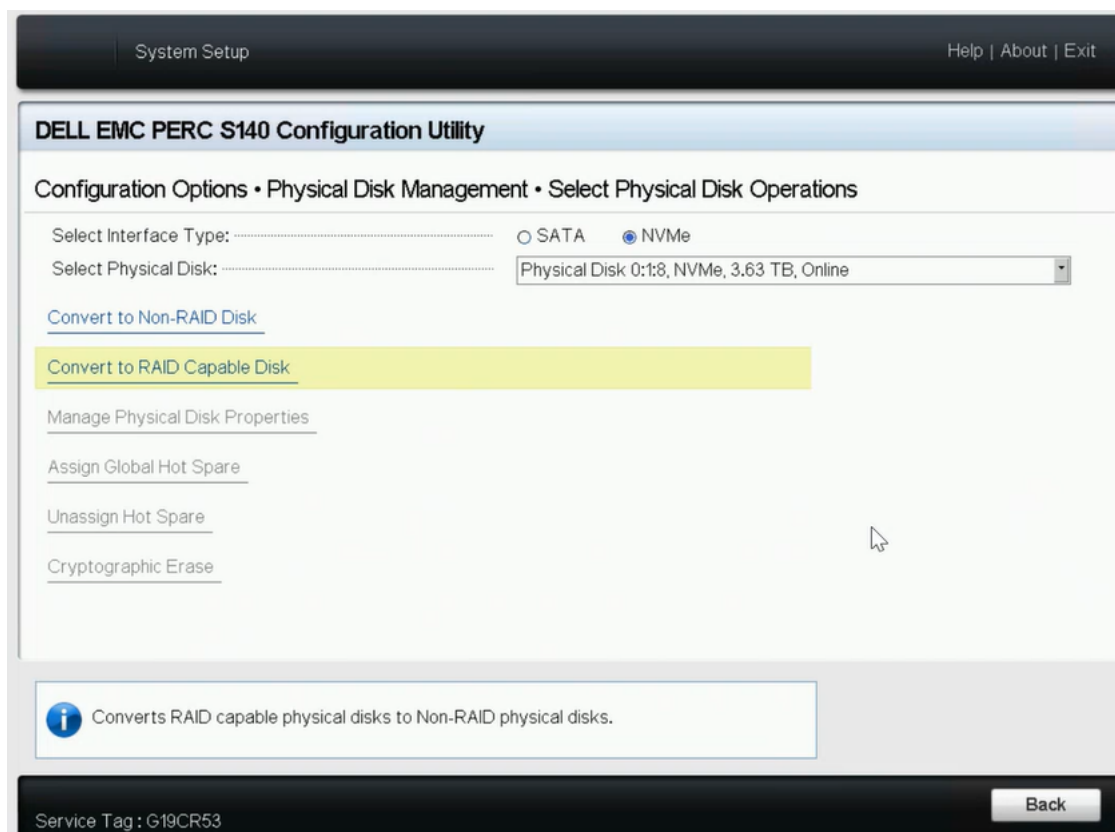 System Setup
Help | About | Exit
DELL EMC PERC S140 Configuration Utility
Configuration Options • Physical Disk Management • Select Physical Disk Operations
Select Interface Type: SATA NVMe
Select Physical Disk: Physical Disk 0:1:8, NVMe, 3.63 TB, Online
Convert to Non-RAID Disk
Convert to RAID Capable Disk
Manage Physical Disk Properties
Assign Global Hot Spare
Unassign Hot Spare
Cryptographic Erase
Converts RAID capable physical disks to Non-RAID physical disks.
Service Tag : G19CR53
Back